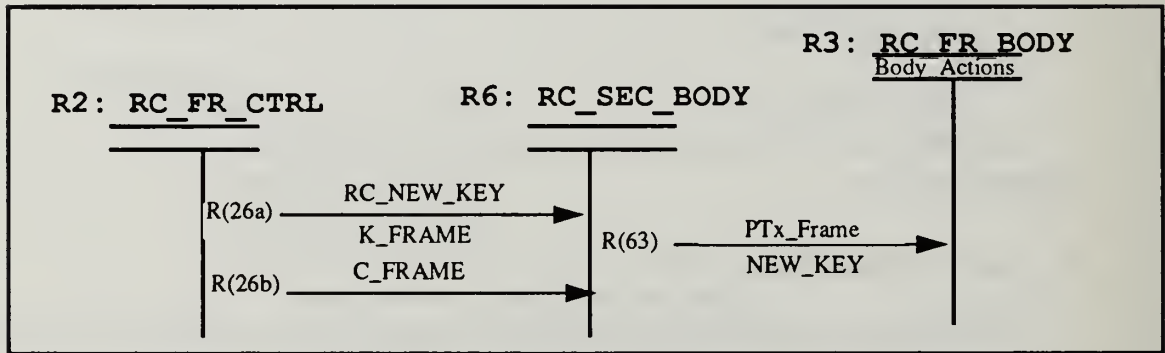 R3: RC_FR_BODY
Body Actions
R2: RC_FR_CTRL
R6: RC_SEC_BODY
R(26a)
RC_NEW_KEY
K_FRAME
R(63)
PTx_Frame
NEW_KEY
R(26b)
C_FRAME